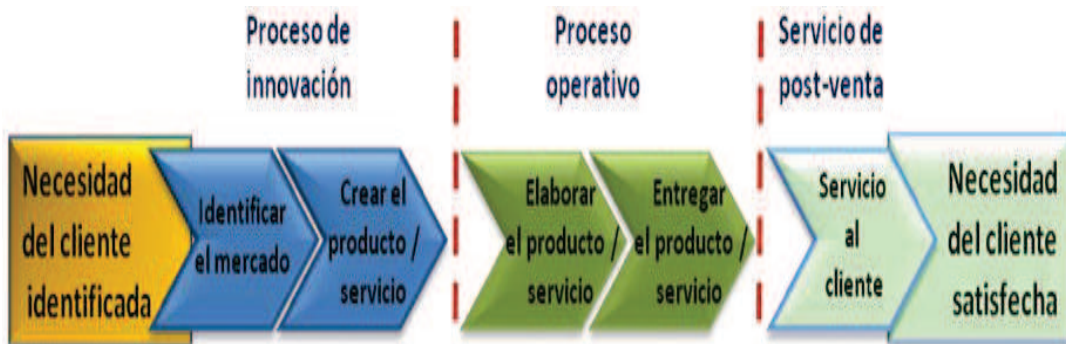 Proceso de
innovación
Proceso
operativo
Servicio de
post-venta
Necesidad
del cliente
identificada
Identificar
el mercado
Crear el
producto /
servicio
Elaborar
el producto /
servicio
Entregar
el producto /
servicio
Servicio
al
cliente
Necesidad
del cliente
satisfecha